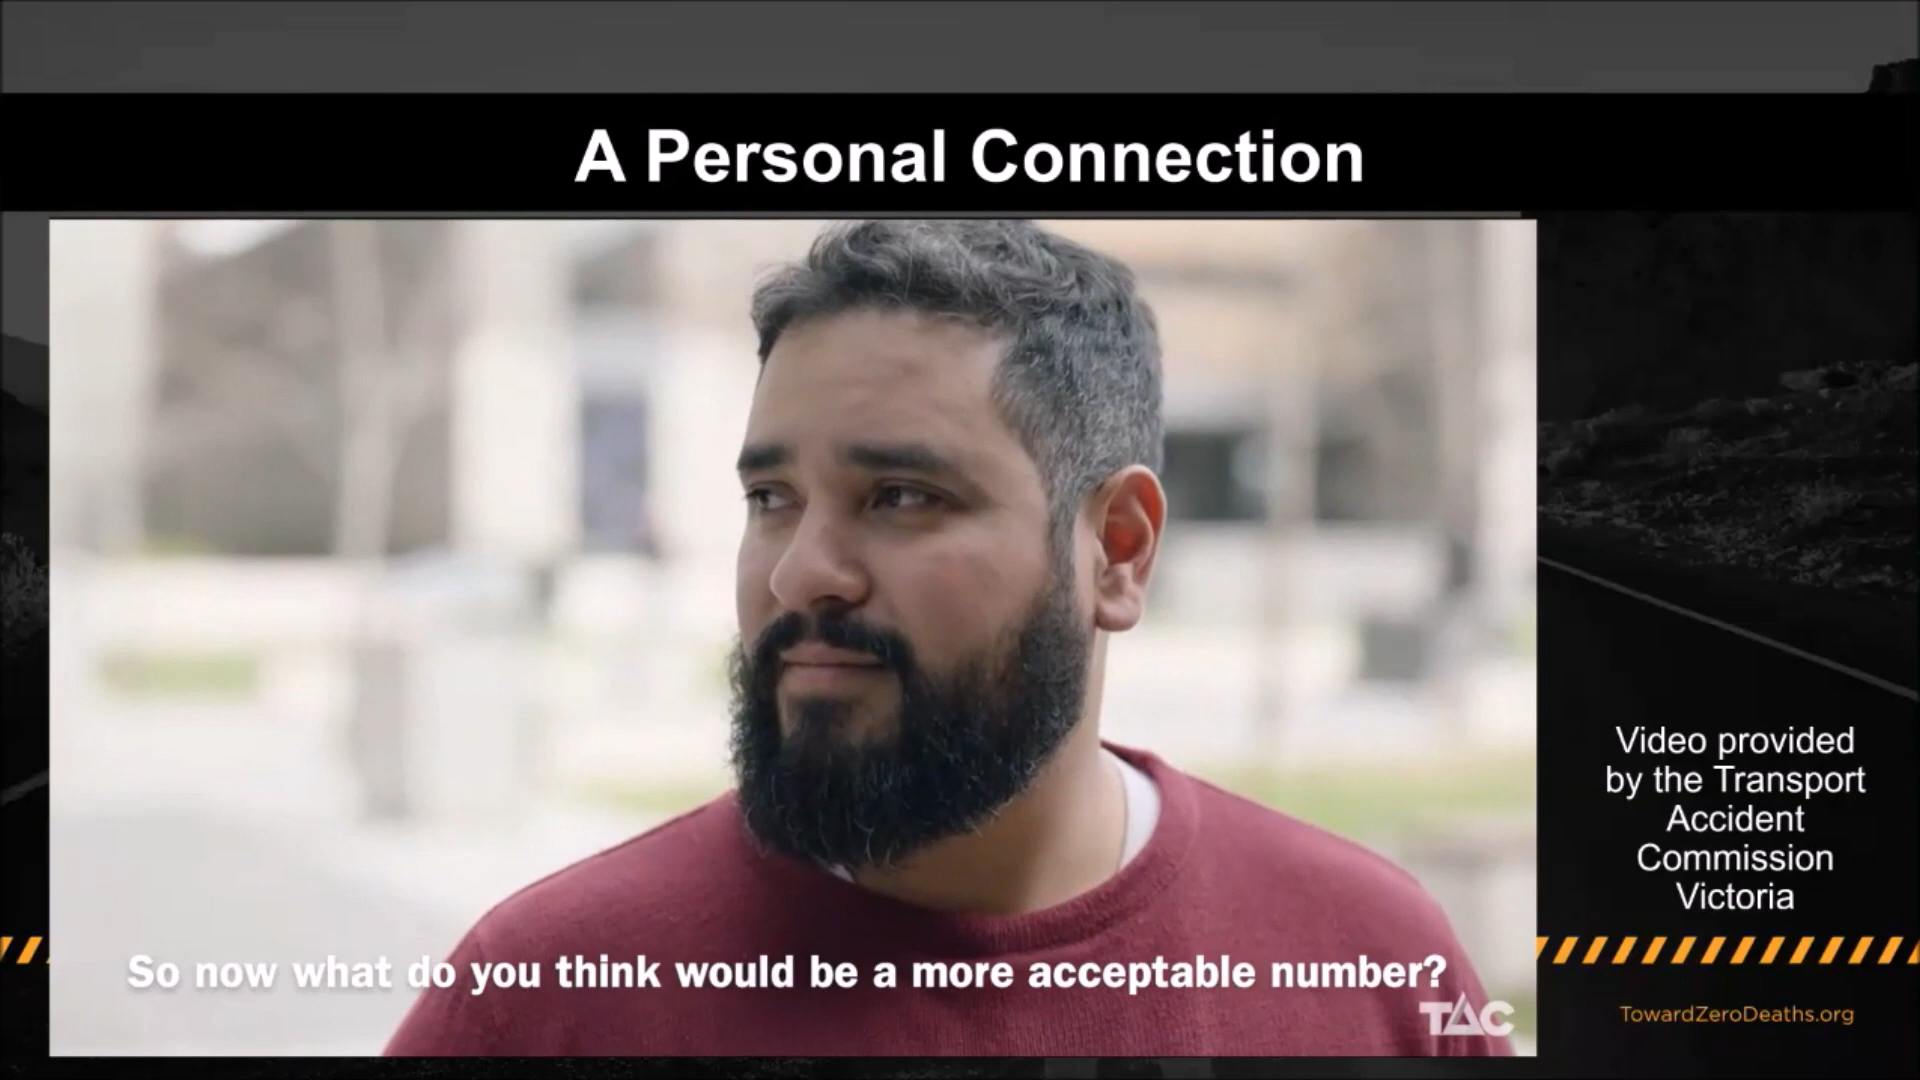 A Personal Connection
So now what do you think would be a more acceptable number?
TAC
Video provided
by the Transport
Accident
Commission
Victoria
TowardZeroDeaths.org